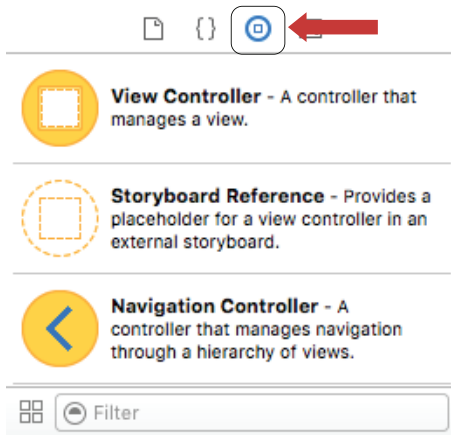 View Controller - A controller that
manages a view.
Storyboard Reference - Provides a
placeholder for a view controller in an
external storyboard.
Navigation Controller - A
controller that manages navigation
through a hierarchy of views.
Filter